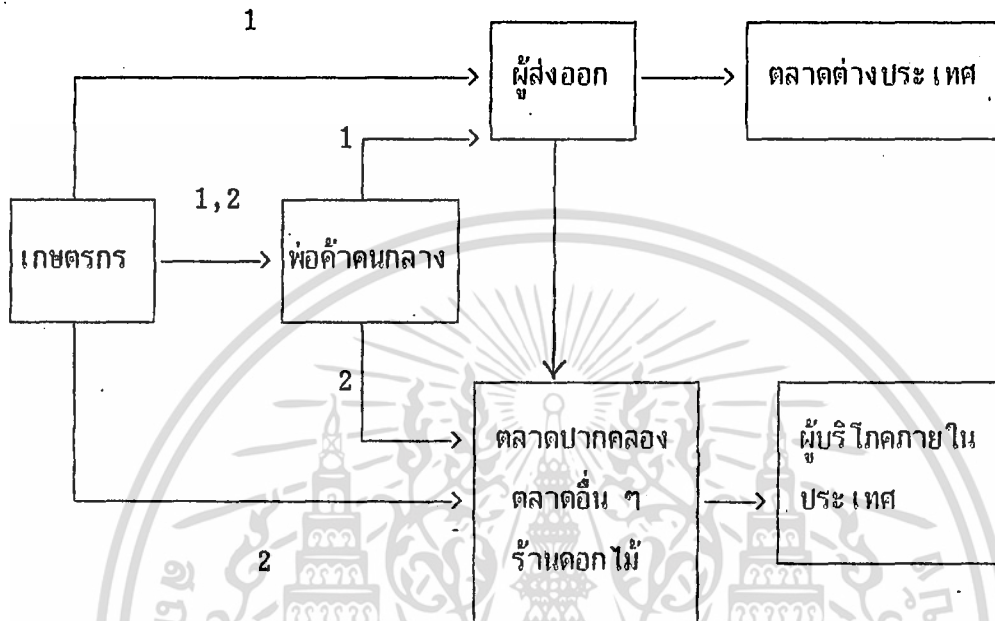 1
ผู้ส่งออก
ตลาดต่างประเทศ
1
1,2
เกษตรกร
พ่อค้าคนกลาง
2
ตลาดปากคลอง
ตลาดอื่น ๆ
ร้านดอกไม้
ผู้บริโภคภายใน
ประเทศ
2